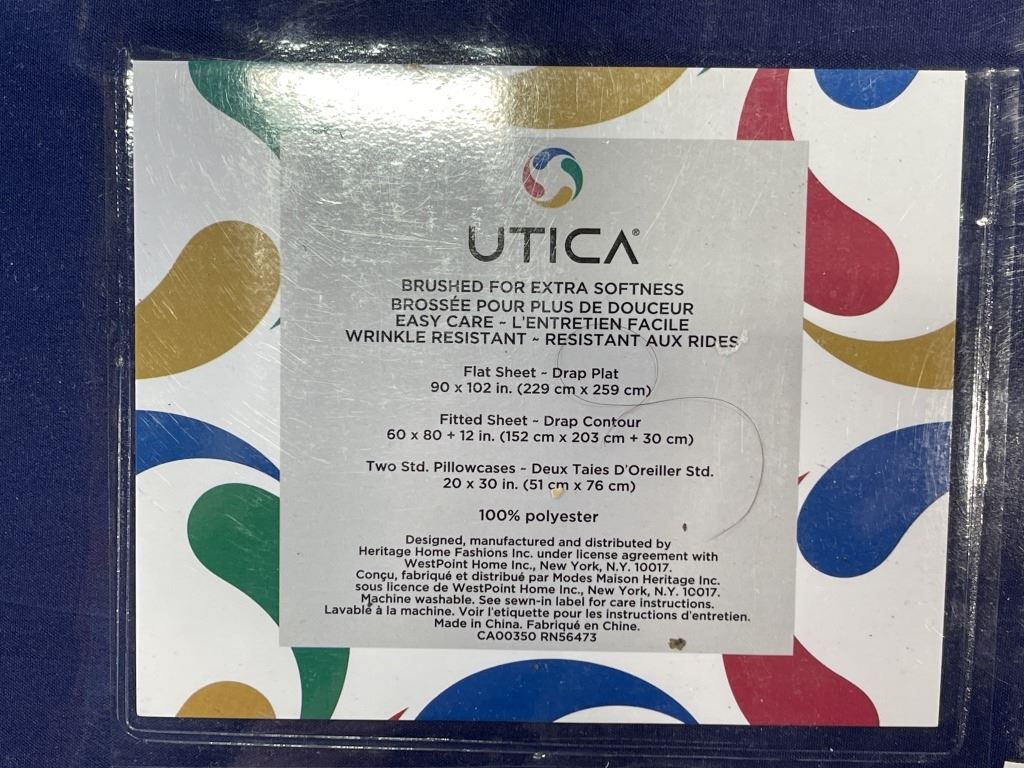 UTICA®
BRUSHED FOR EXTRA SOFTNESS
BROSSÉE POUR PLUS DE DOUCEUR
EASY CARE ~ L'ENTRETIEN FACILE
WRINKLE RESISTANT ~ RESISTANT AUX RIDES
Flat Sheet ~ Drap Plat
90 x 102 in. (229 cm x 259 cm)
Fitted Sheet ~ Drap Contour
60 x 80 + 12 in. (152 cm x 203 cm + 30 cm)
Two Std. Pillowcases ~ Deux Taies D'Oreiller Std.
20 x 30 in. (51 cm x 76 cm)
100% polyester
Designed, manufactured and distributed by
Heritage Home Fashions Inc. under license agreement with
WestPoint Home Inc., New York, N.Y. 10017.
Conçu, fabriqué et distribué par Modes Maison Heritage Inc.
sous licence de WestPoint Home Inc., New York, N.Y. 10017.
Machine washable. See sewn-in label for care instructions.
Lavable à la machine. Voir l'etiquette pour les instructions d'entretien.
Made in China. Fabriqué en Chine.
CA00350 RN56473